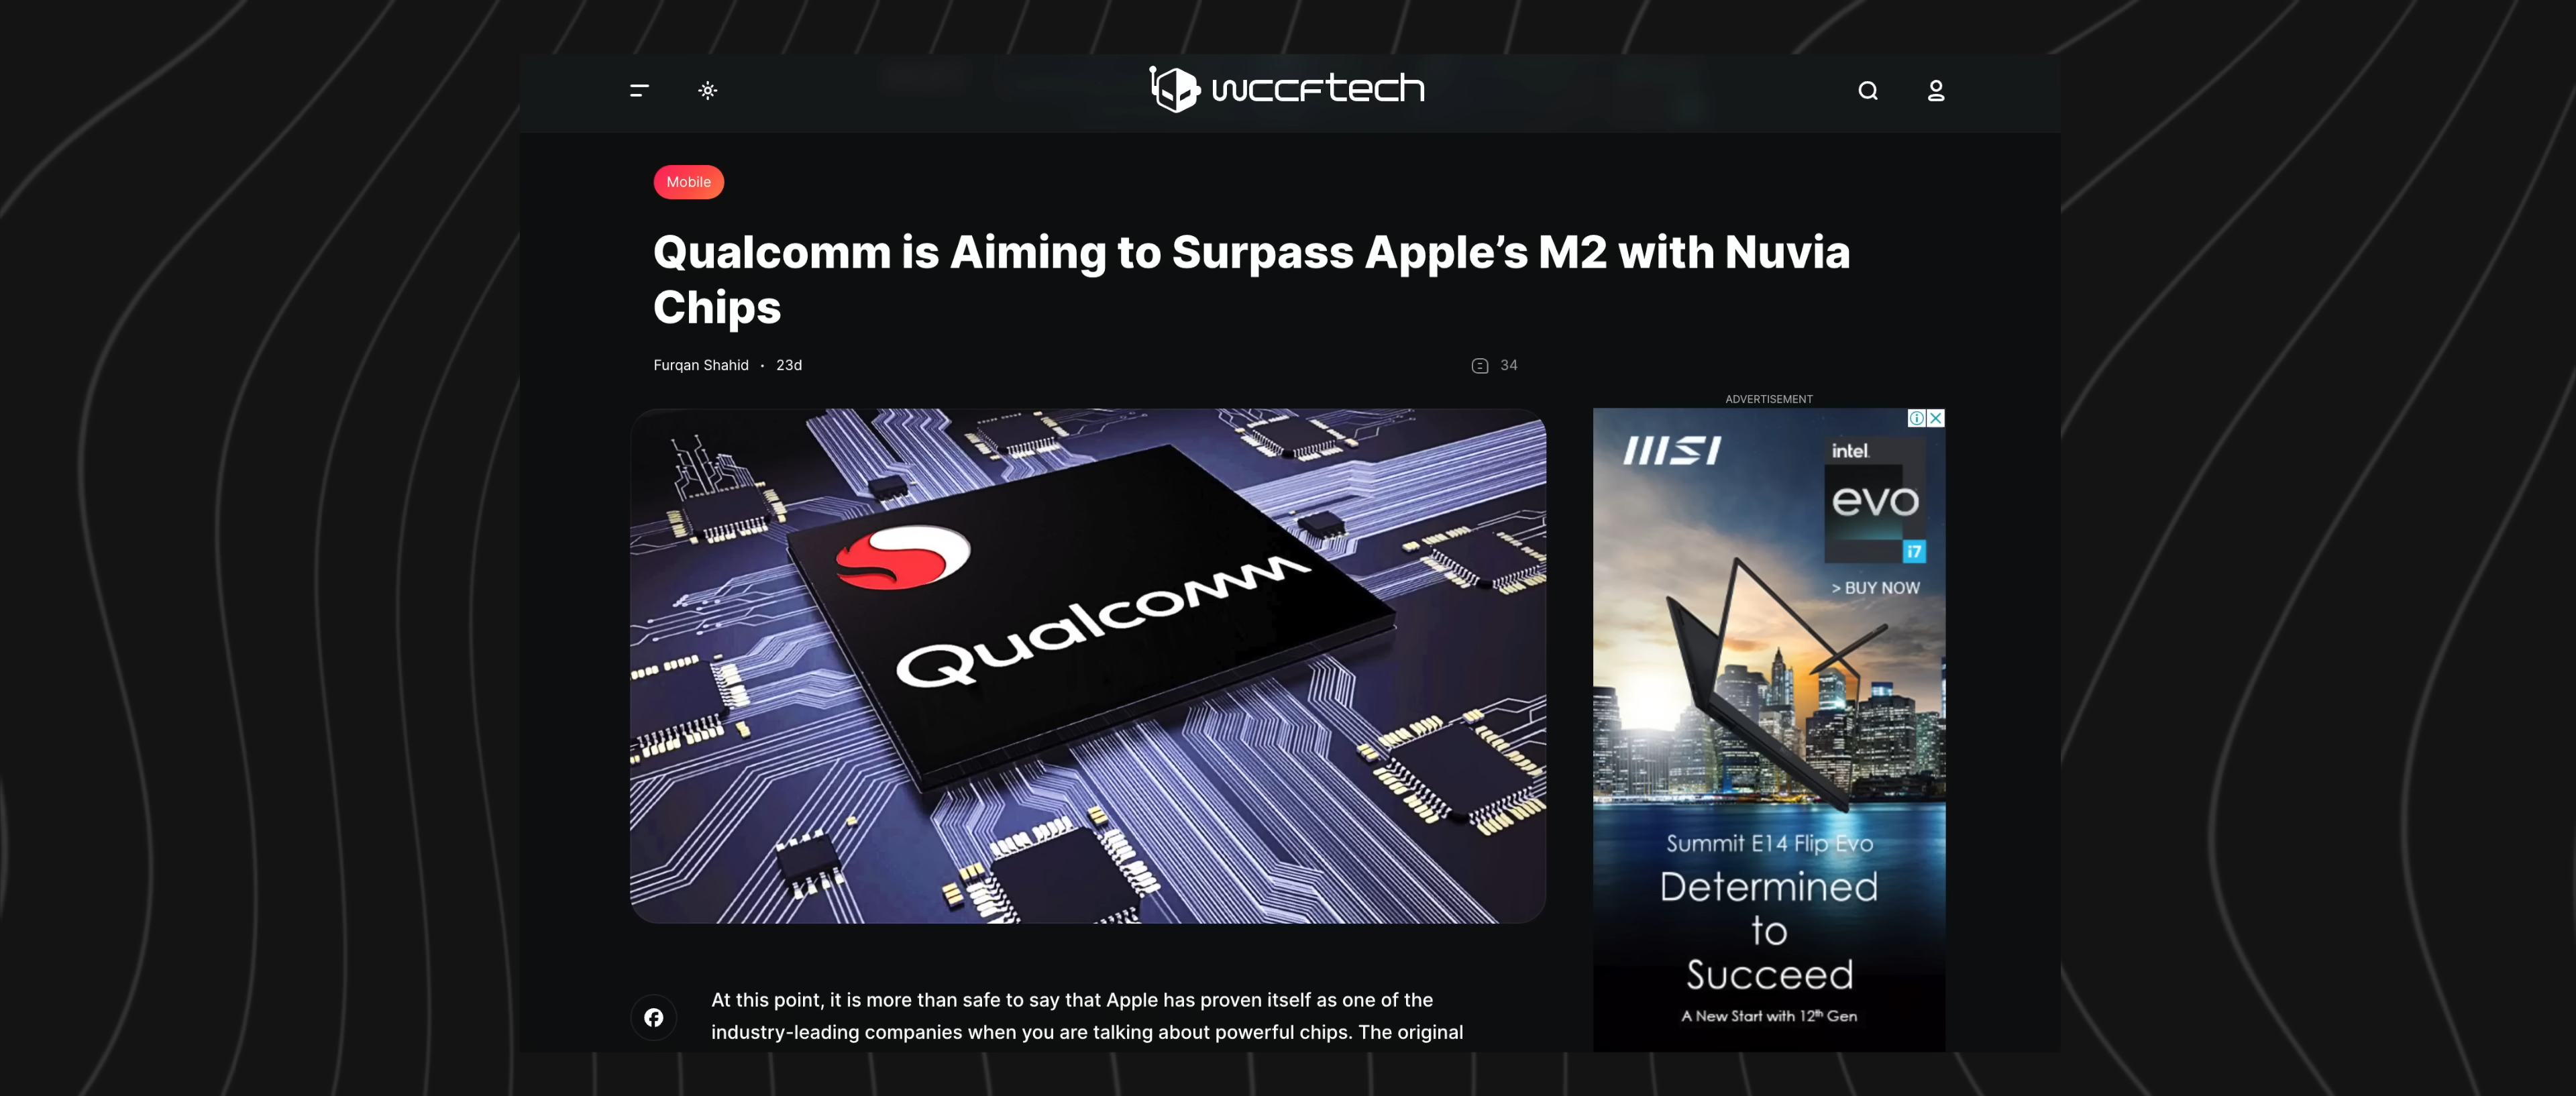 wccftech
Mobile
Qualcomm is Aiming to Surpass Apple’s M2 with Nuvia
Chips
Furqan Shahid • 23d
34
ADVERTISEMENT
Qualcomm
msi
intel.
evo
i7
> BUY NOW
Summit E14 Flip Evo
Determined
to
Succeed
A New Start with 12th Gen
At this point, it is more than safe to say that Apple has proven itself as one of the
industry-leading companies when you are talking about powerful chips. The original